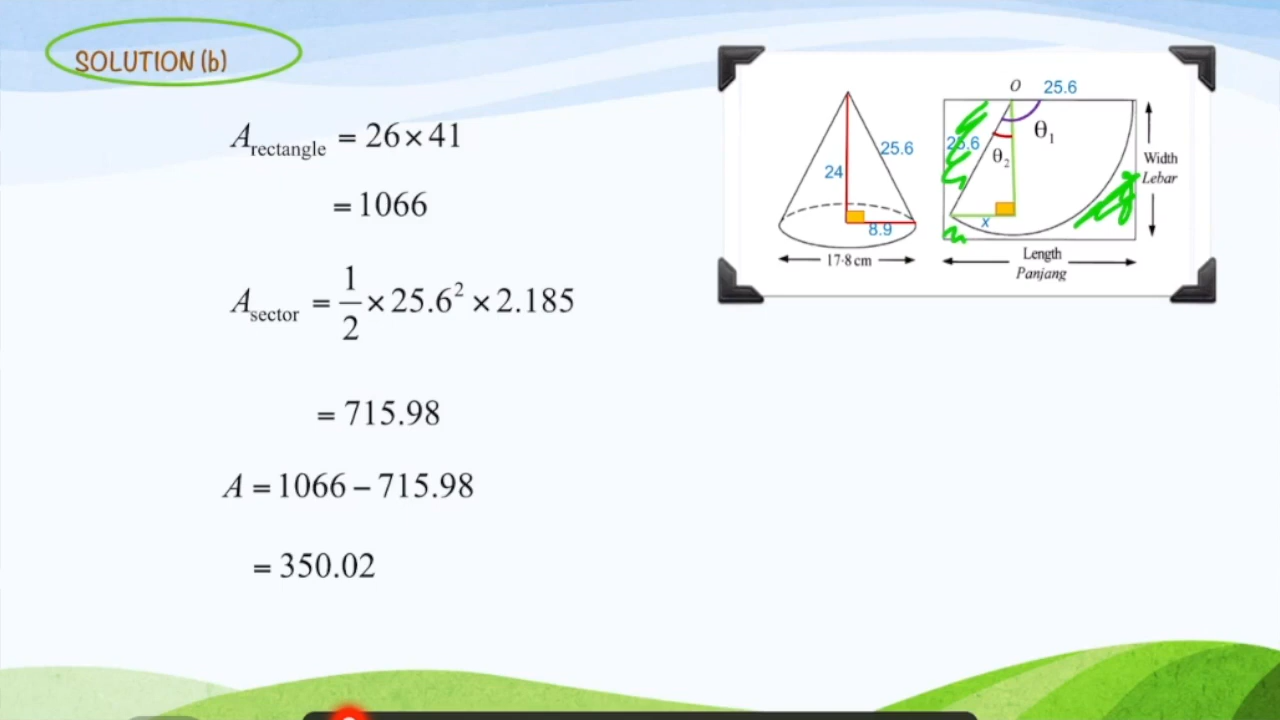 SOLUTION (b)
A_rectangle = 26 × 41
= 1066
A_sector = 1/2 × 25.6² × 2.185
= 715.98
A = 1066 − 715.98
= 350.02
24
25.6
8.9
17·8 cm
O
25.6
25.6
θ₁
θ₂
x
Width
Lebar
Length
Panjang